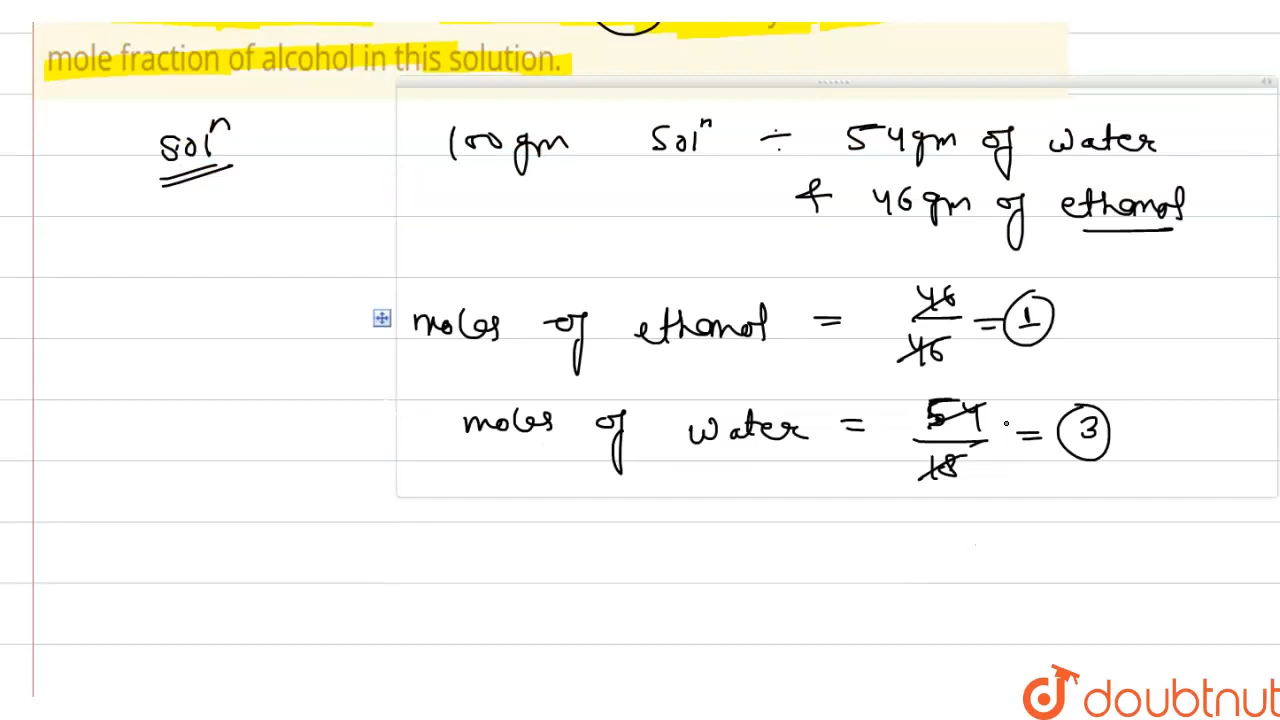 mole fraction of alcohol in this solution.
Solⁿ
100 gm Solⁿ ÷ 54 gm of water
& 46 gm of ethanol
moles of ethanol = 46/46 = 1
moles of water = 54/18 = 3
doubtnut